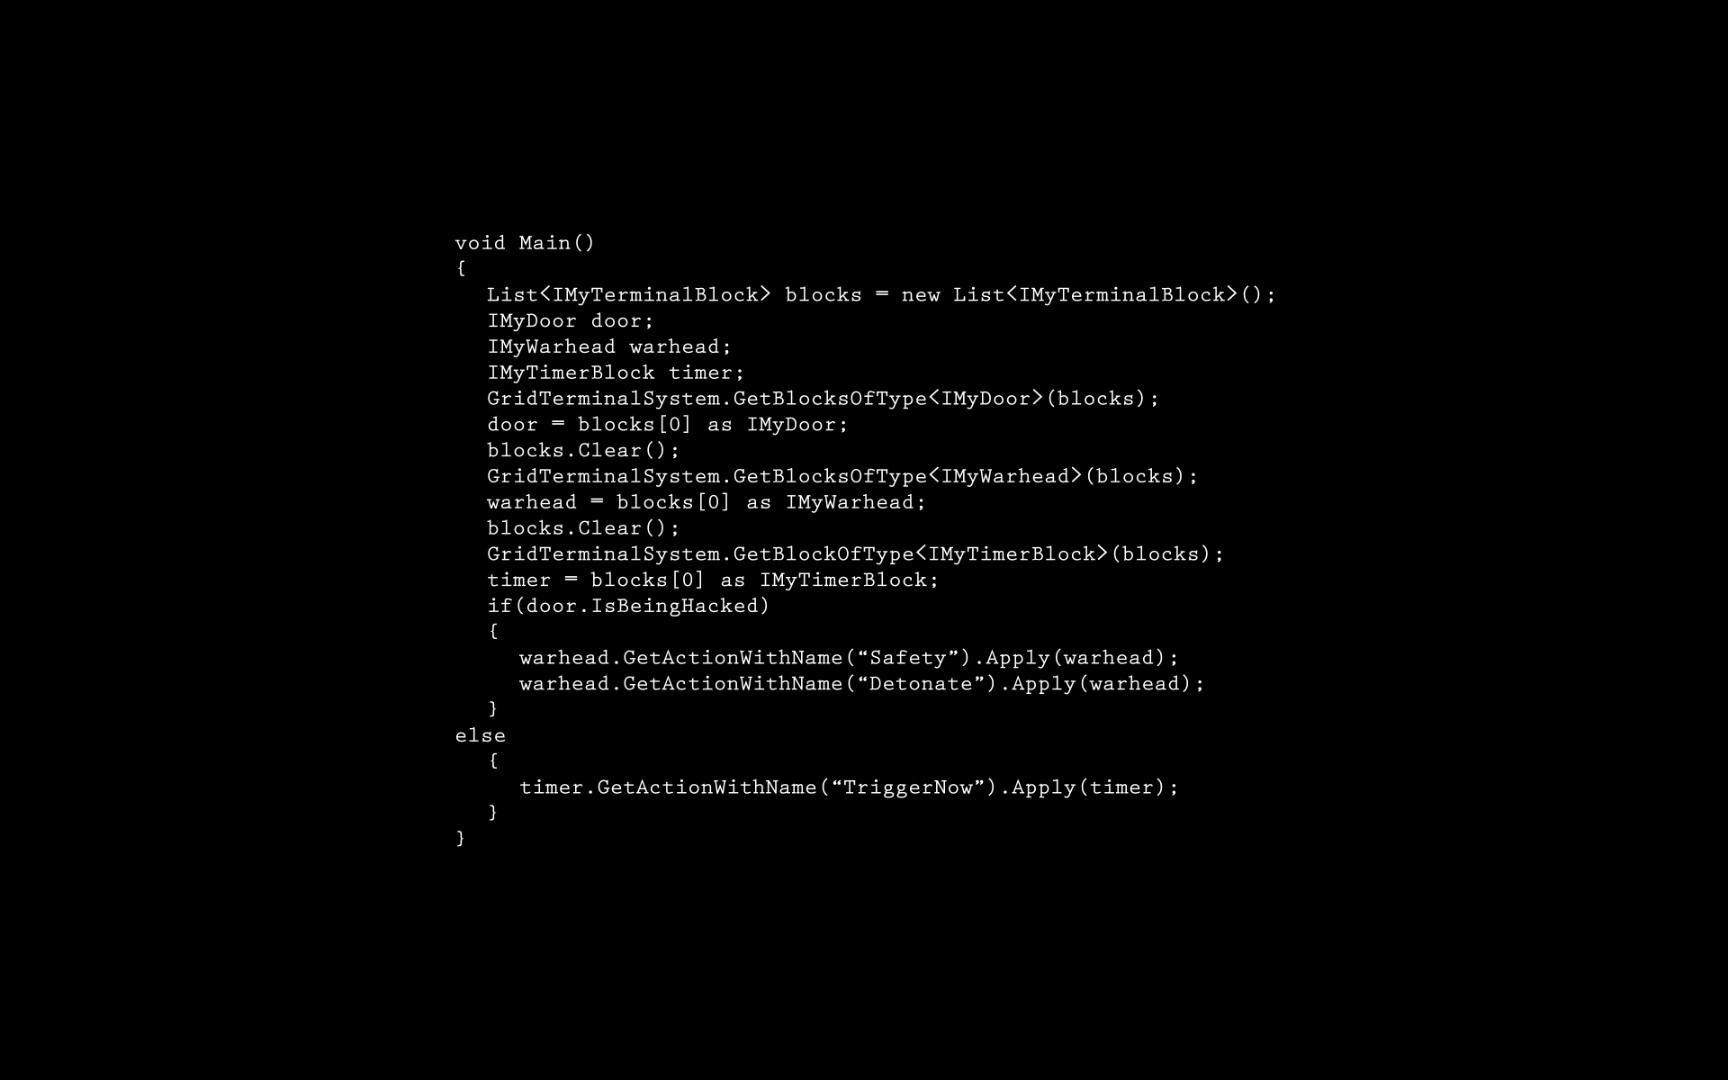 void Main()
{
List<IMyTerminalBlock> blocks = new List<IMyTerminalBlock>();
IMyDoor door;
IMyWarhead warhead;
IMyTimerBlock timer;
GridTerminalSystem.GetBlocksOfType<IMyDoor>(blocks);
door = blocks[0] as IMyDoor;
blocks.Clear();
GridTerminalSystem.GetBlocksOfType<IMyWarhead>(blocks);
warhead = blocks[0] as IMyWarhead;
blocks.Clear();
GridTerminalSystem.GetBlockOfType<IMyTimerBlock>(blocks);
timer = blocks[0] as IMyTimerBlock;
if(door.IsBeingHacked)
{
warhead.GetActionWithName(“Safety”).Apply(warhead);
warhead.GetActionWithName(“Detonate”).Apply(warhead);
}
else
{
timer.GetActionWithName(“TriggerNow”).Apply(timer);
}
}